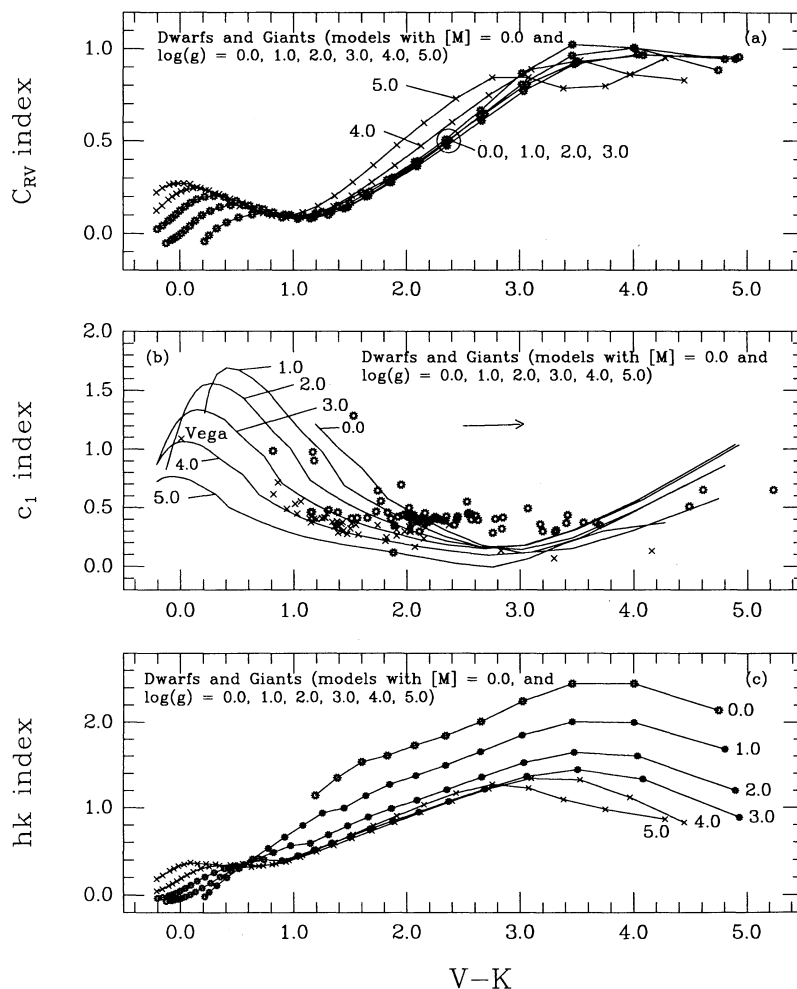 Dwarfs and Giants (models with [M] = 0.0 and
(a)
log(g) = 0.0, 1.0, 2.0, 3.0, 4.0, 5.0)
1.0
5.0
C_RV index
0.5
4.0
0.0, 1.0, 2.0, 3.0
0.0
0.0 1.0 2.0 3.0 4.0 5.0
2.0
(b)
Dwarfs and Giants (models with [M] = 0.0 and
log(g) = 0.0, 1.0, 2.0, 3.0, 4.0, 5.0)
1.0
1.5
2.0
3.0
0.0
Vega
c₁ index
1.0
4.0
5.0
0.5
0.0
0.0 1.0 2.0 3.0 4.0 5.0
Dwarfs and Giants (models with [M] = 0.0, and
(c)
log(g) = 0.0, 1.0, 2.0, 3.0, 4.0, 5.0)
2.0
0.0
1.0
hk index
1.0
2.0
3.0
4.0
5.0
0.0
0.0 1.0 2.0 3.0 4.0 5.0
V−K